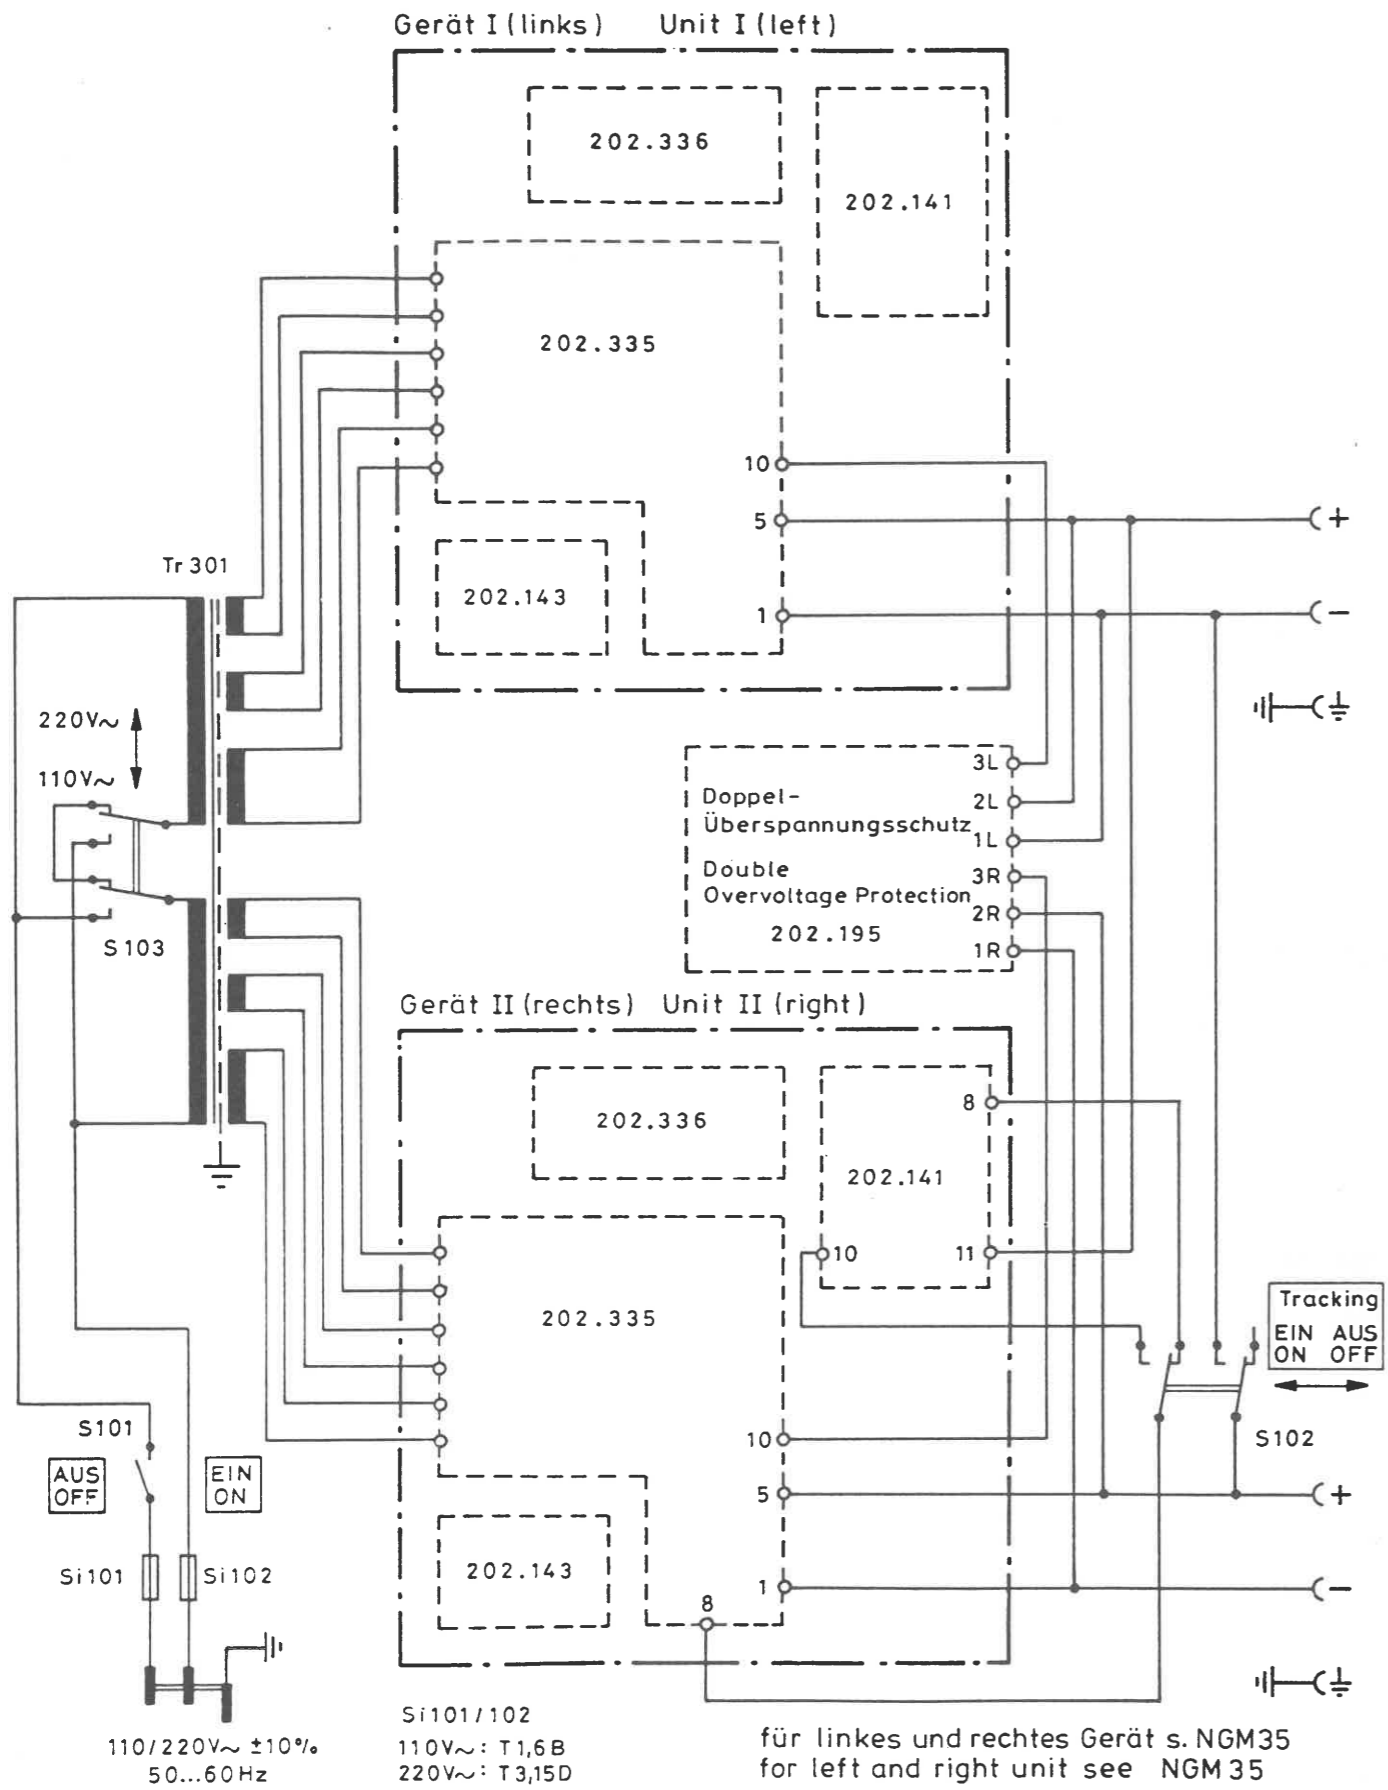 Gerät I (links) Unit I (left)
202.336
202.141
202.335
10
5
+
Tr 301
202.143
1
−
220V~
110V~
3L
Doppel-
2L
Überspannungsschutz
1L
Double
3R
Overvoltage Protection
2R
202.195
1R
S103
Gerät II (rechts) Unit II (right)
202.336
8
202.141
10
11
202.335
Tracking
EIN AUS
ON OFF
S101
10
S102
AUS
OFF
EIN
ON
5
+
Si101
Si102
202.143
1
−
8
Si101/102
110/220V~ ±10%
50...60Hz
110V~: T1,6B
220V~: T3,15D
für linkes und rechtes Gerät s. NGM35
for left and right unit see NGM35